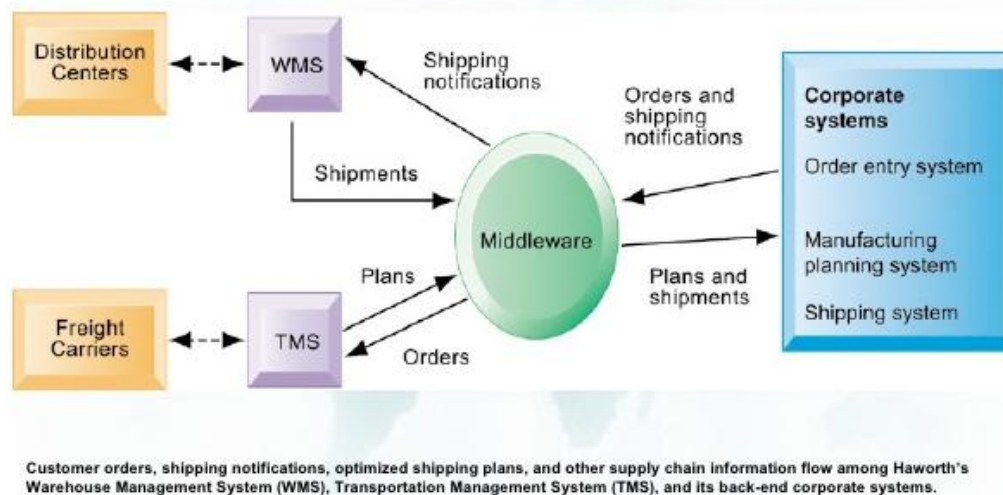 Distribution
Centers
WMS
Shipping
notifications
Orders and
shipping
notifications
Corporate
systems
Order entry system
Manufacturing
planning system
Shipping system
Shipments
Middleware
Plans
Plans and
shipments
Freight
Carriers
TMS
Orders
Customer orders, shipping notifications, optimized shipping plans, and other supply chain information flow among Haworth's
Warehouse Management System (WMS), Transportation Management System (TMS), and its back-end corporate systems.